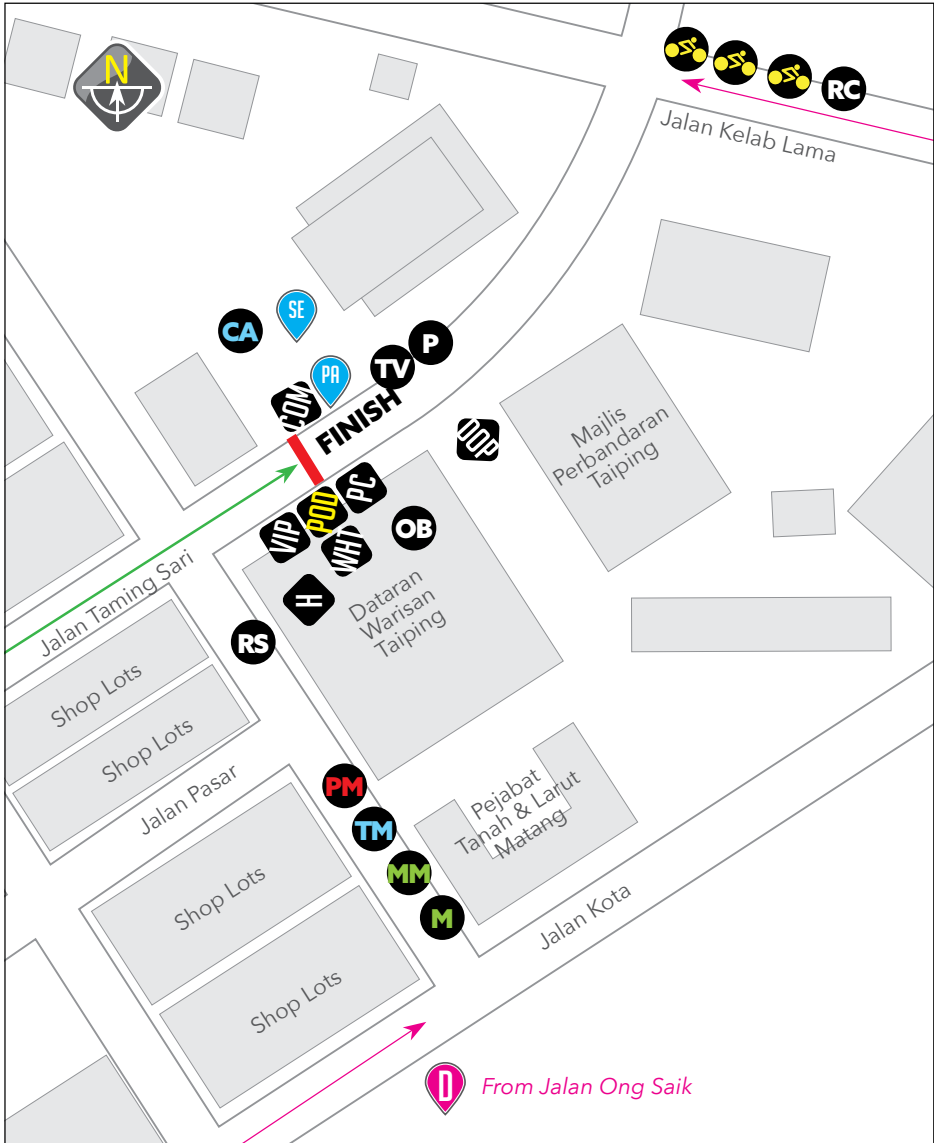 N
RC
Jalan Kelab Lama
SE
CA
P
TV
PA
COM
FINISH
OOP
Majlis
Perbandaran
Taiping
PC
POD
VIP
WHT
OB
H
Dataran
Warisan
Taiping
Jalan Taming Sari
RS
Shop Lots
Shop Lots
Jalan Pasar
PM
TM
MM
M
Pejabat
Tanah & Larut
Matang
Shop Lots
Shop Lots
Jalan Kota
D
From Jalan Ong Saik